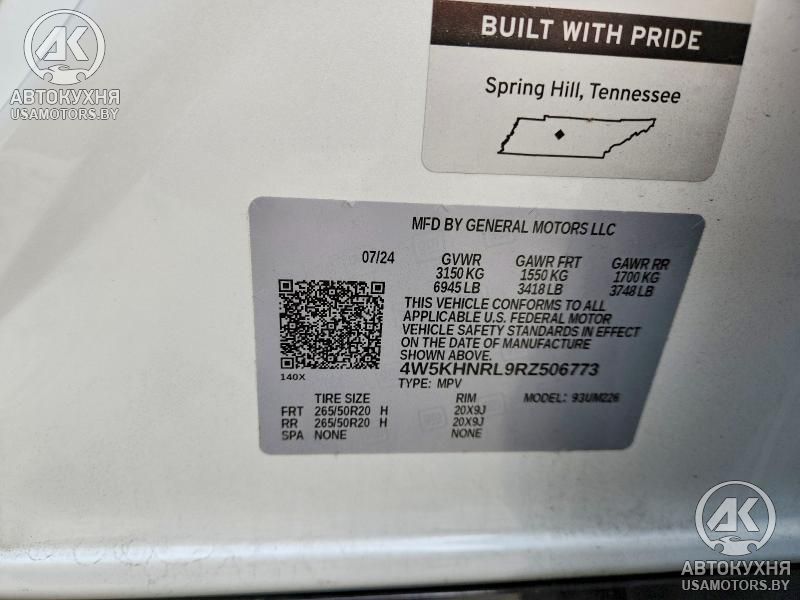 АВТОКУХНЯ
USAMOTORS.BY
BUILT WITH PRIDE
Spring Hill, Tennessee
MFD BY GENERAL MOTORS LLC
07/24 GVWR GAWR FRT GAWR RR
3150 KG 1550 KG 1700 KG
6945 LB 3418 LB 3748 LB
THIS VEHICLE CONFORMS TO ALL
APPLICABLE U.S. FEDERAL MOTOR
VEHICLE SAFETY STANDARDS IN EFFECT
ON THE DATE OF MANUFACTURE
SHOWN ABOVE.
140X 4W5KHNRL9RZ506773
TYPE: MPV MODEL: 93UM226
TIRE SIZE RIM
FRT 265/50R20 H 20X9J
RR 265/50R20 H 20X9J
SPA NONE NONE
АВТОКУХНЯ
USAMOTORS.BY